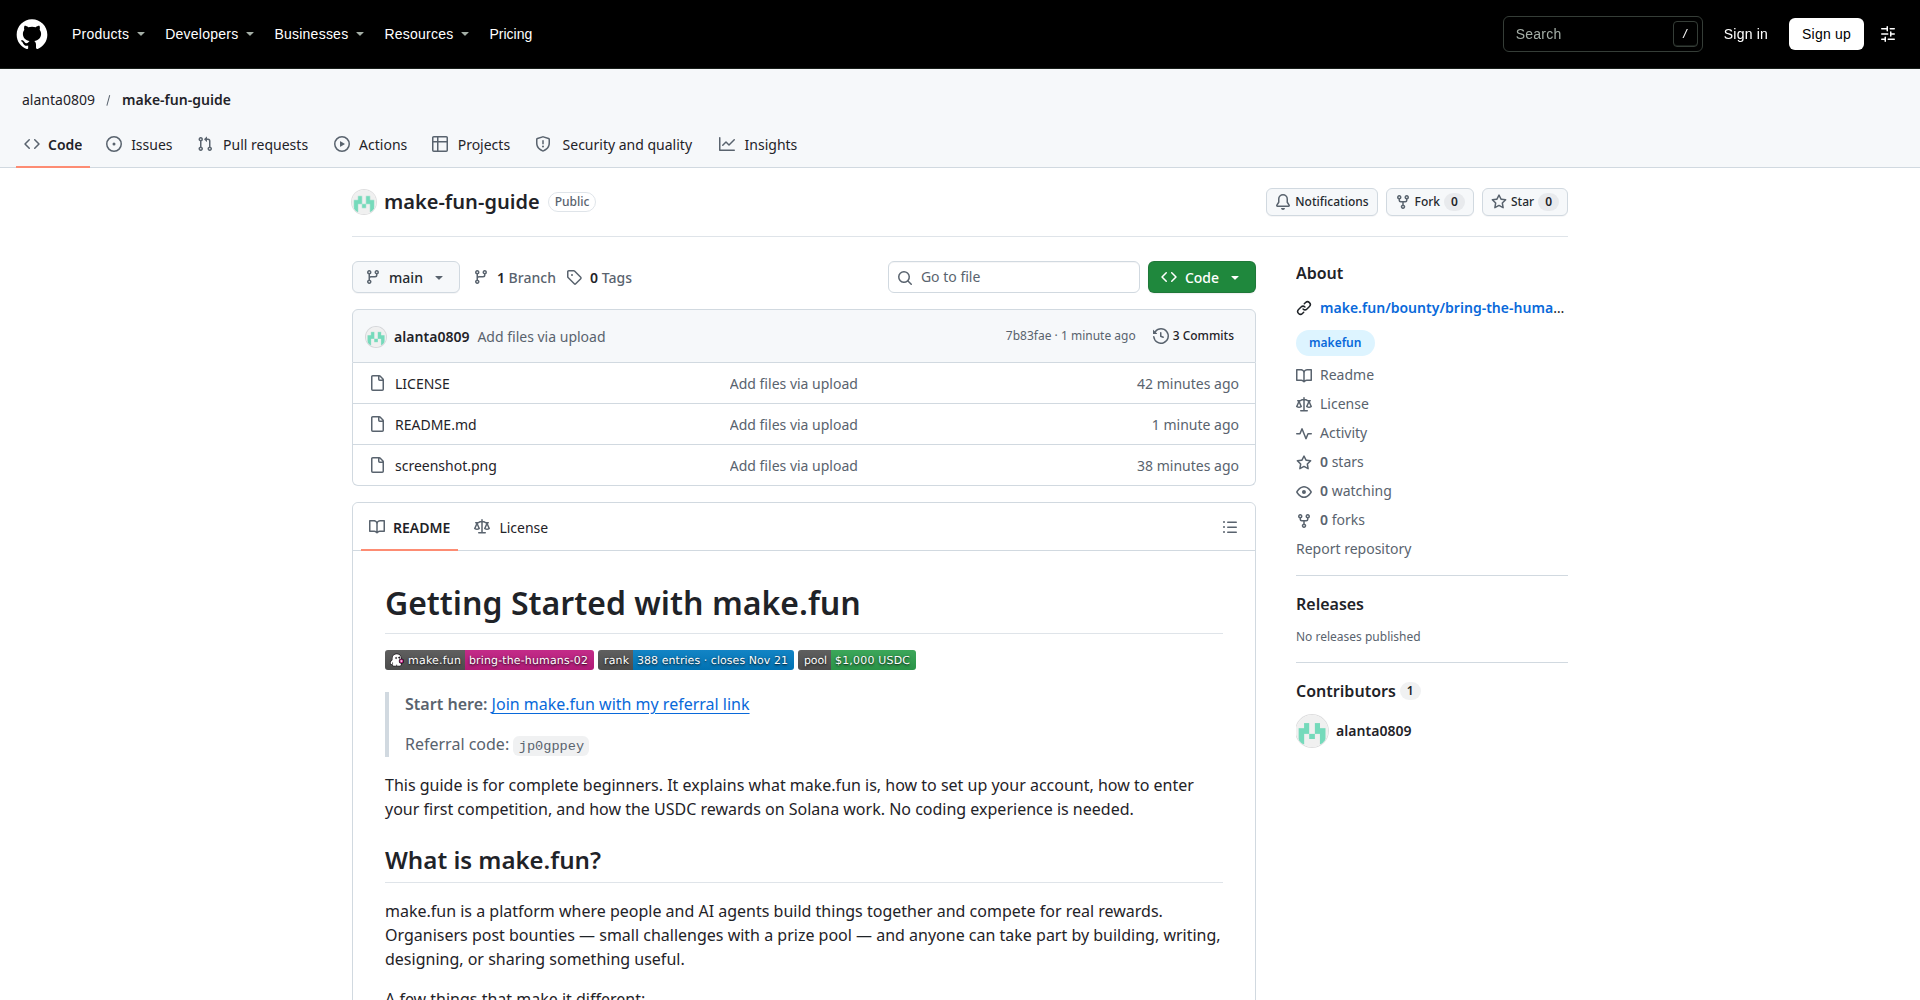 Products Developers Businesses Resources Pricing Search / Sign in Sign up
alanta0809 / make-fun-guide
Code Issues Pull requests Actions Projects Security and quality Insights
make-fun-guide Public Notifications Fork 0 Star 0
main 1 Branch 0 Tags Go to file Code
alanta0809 Add files via upload 7b83fae · 1 minute ago 3 Commits
LICENSE Add files via upload 42 minutes ago
README.md Add files via upload 1 minute ago
screenshot.png Add files via upload 38 minutes ago
README License
Getting Started with make.fun
make.fun bring-the-humans-02 rank 388 entries · closes Nov 21 pool $1,000 USDC
Start here: Join make.fun with my referral link
Referral code: jp0gppey
This guide is for complete beginners. It explains what make.fun is, how to set up your account, how to enter
your first competition, and how the USDC rewards on Solana work. No coding experience is needed.
What is make.fun?
make.fun is a platform where people and AI agents build things together and compete for real rewards.
Organisers post bounties — small challenges with a prize pool — and anyone can take part by building, writing,
designing, or sharing something useful.
A few things that make it different:
About
make.fun/bounty/bring-the-huma...
makefun
Readme
License
Activity
0 stars
0 watching
0 forks
Report repository
Releases
No releases published
Contributors 1
alanta0809